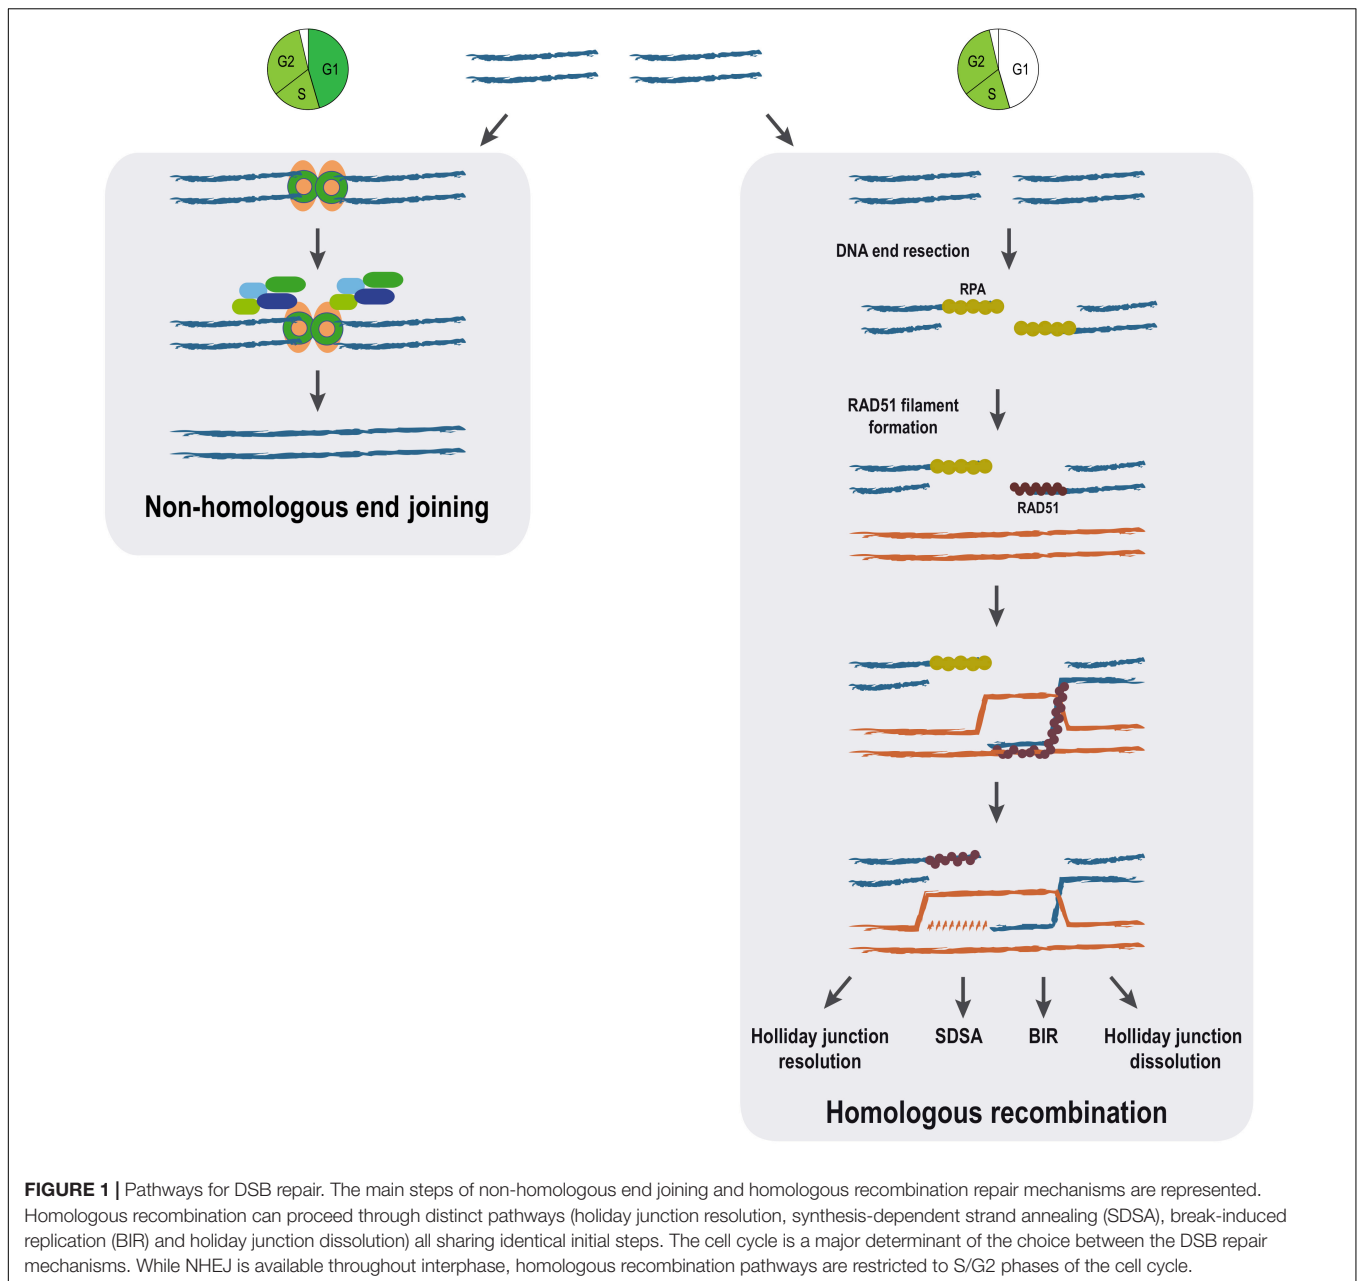 G2
G1
S
G2
G1
S
DNA end resection
RPA
RAD51 filament
formation
RAD51
Non-homologous end joining
Holliday junction
resolution
SDSA
BIR
Holliday junction
dissolution
Homologous recombination
FIGURE 1 | Pathways for DSB repair. The main steps of non-homologous end joining and homologous recombination repair mechanisms are represented.
Homologous recombination can proceed through distinct pathways (holiday junction resolution, synthesis-dependent strand annealing (SDSA), break-induced
replication (BIR) and holiday junction dissolution) all sharing identical initial steps. The cell cycle is a major determinant of the choice between the DSB repair
mechanisms. While NHEJ is available throughout interphase, homologous recombination pathways are restricted to S/G2 phases of the cell cycle.